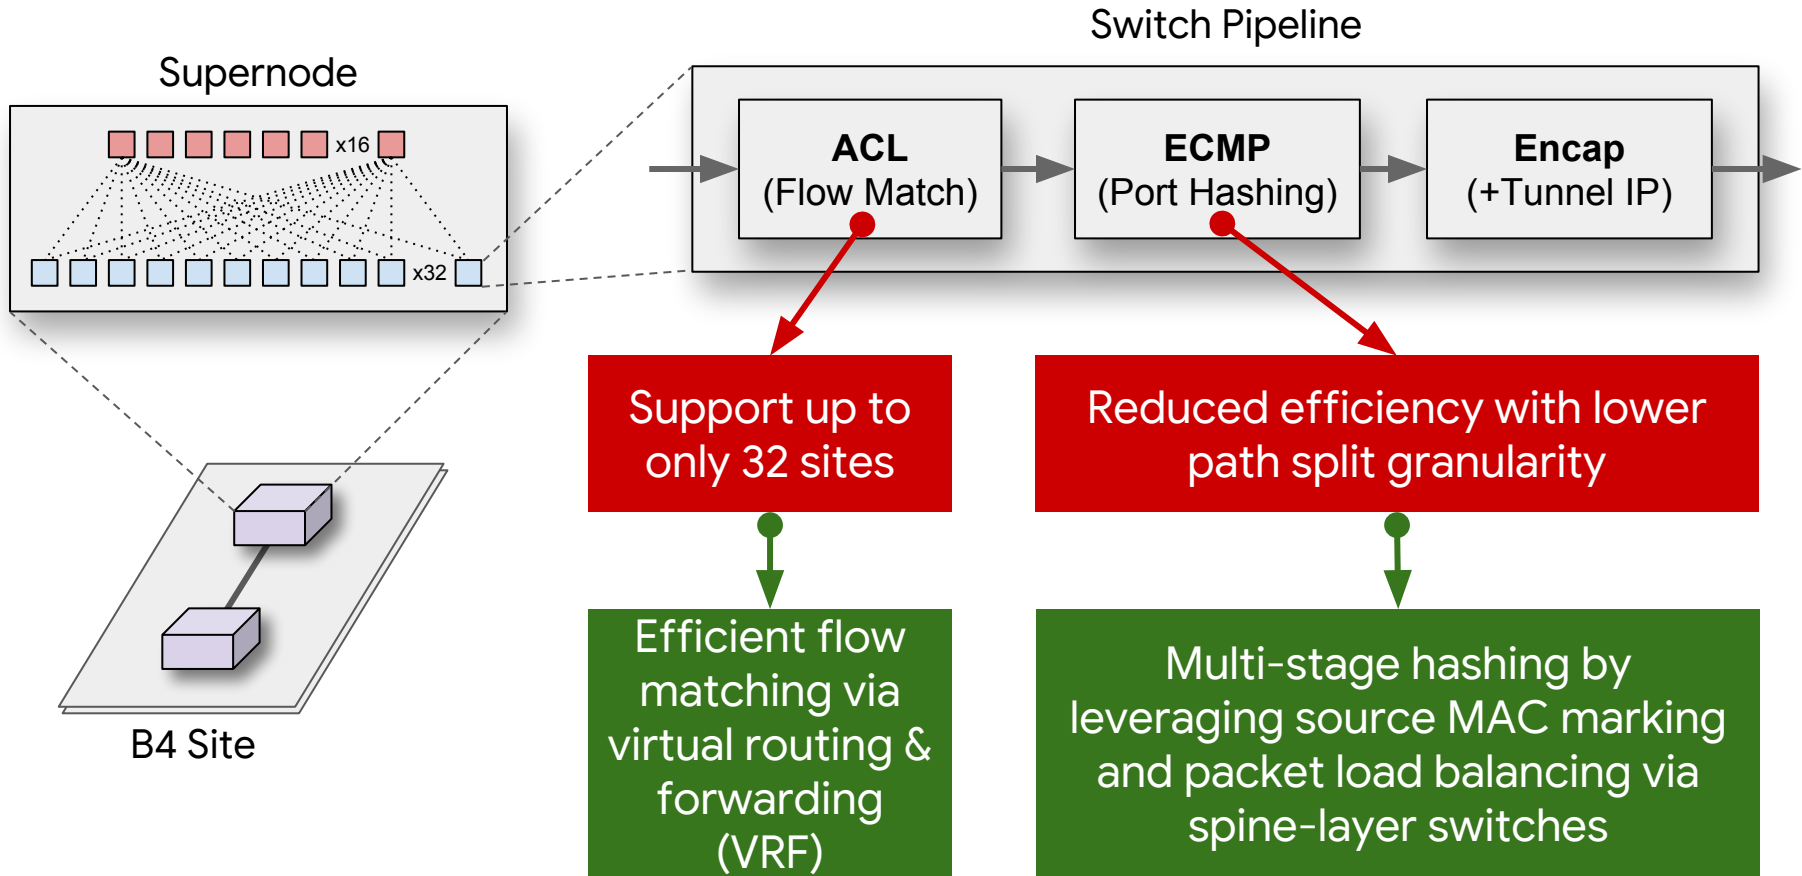 Switch Pipeline
Supernode
x16
x32
ACL
(Flow Match)
ECMP
(Port Hashing)
Encap
(+Tunnel IP)
Support up to
only 32 sites
Reduced efficiency with lower
path split granularity
Efficient flow
matching via
virtual routing &
forwarding
(VRF)
Multi-stage hashing by
leveraging source MAC marking
and packet load balancing via
spine-layer switches
B4 Site